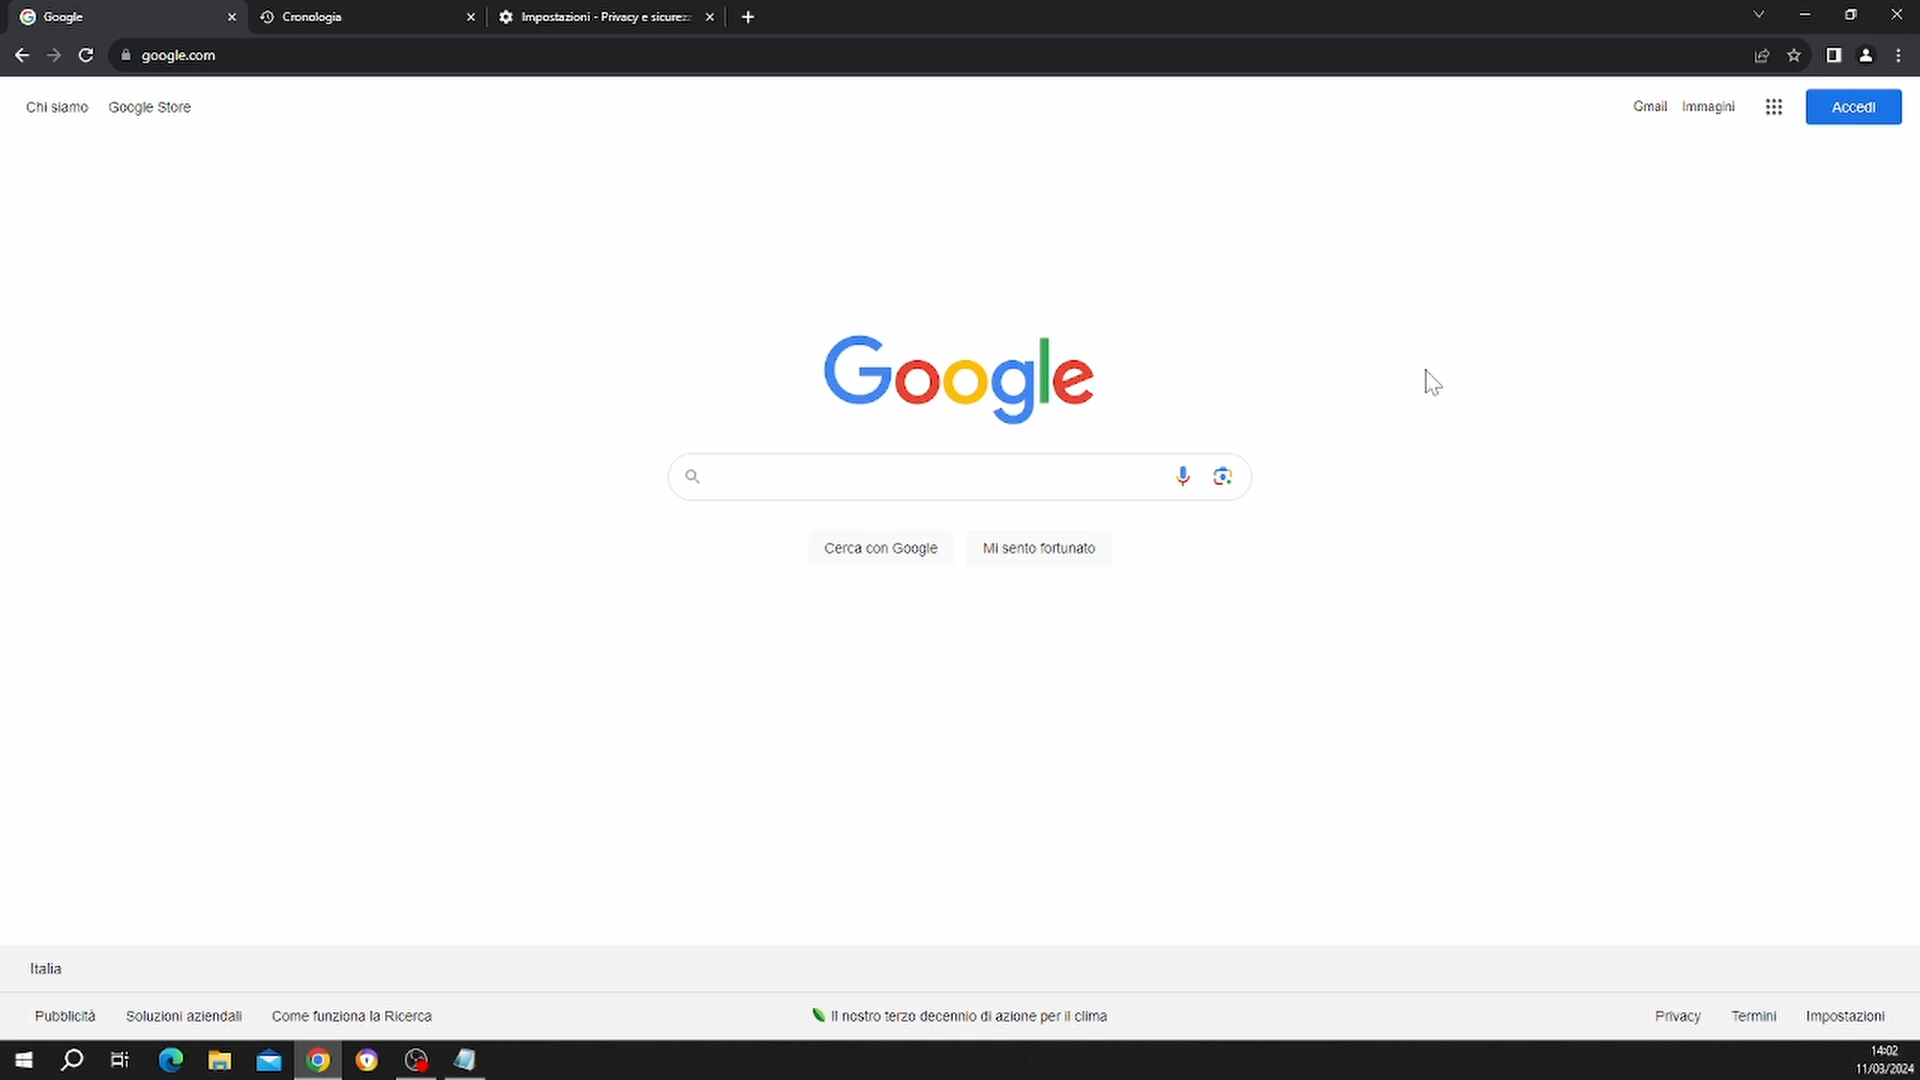 Google
Cronologia
Impostazioni - Privacy e sicurez
google.com
Chi siamo
Google Store
Gmail
Immagini
Accedi
Google
Cerca con Google
Mi sento fortunato
Italia
Pubblicità
Soluzioni aziendali
Come funziona la Ricerca
Il nostro terzo decennio di azione per il clima
Privacy
Termini
Impostazioni
14:02
11/03/2024